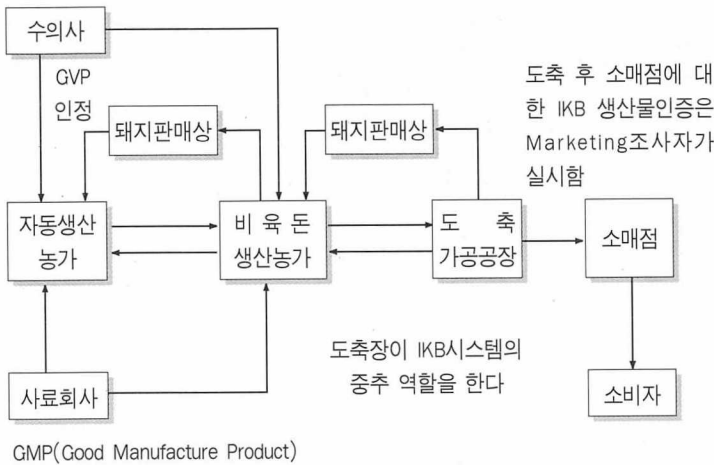 수의사
GVP
인정
돼지판매상
돼지판매상
도축 후 소매점에 대
한 IKB 생산물인증은
Marketing조사자가
실시함
자동생산
농가
비 육 돈
생산농가
도 축
가공공장
소매점
도축장이 IKB시스템의
중추 역할을 한다
사료회사
소비자
GMP(Good Manufacture Product)